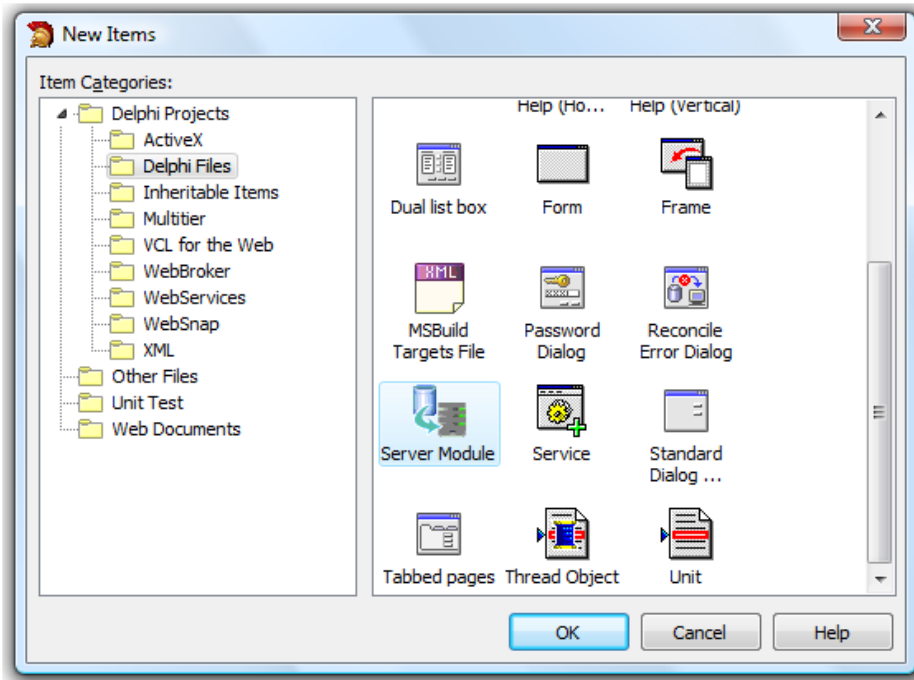 New Items
Item Categories:
Delphi Projects
ActiveX
Delphi Files
Inheritable Items
Multitier
VCL for the Web
WebBroker
WebServices
WebSnap
XML
Other Files
Unit Test
Web Documents
Help (Ho... Help (Vertical)
Dual list box Form Frame
XML
MSBuild Password Reconcile
Targets File Dialog Error Dialog
Server Module Service Standard
Dialog ...
Tabbed pages Thread Object Unit
OK Cancel Help